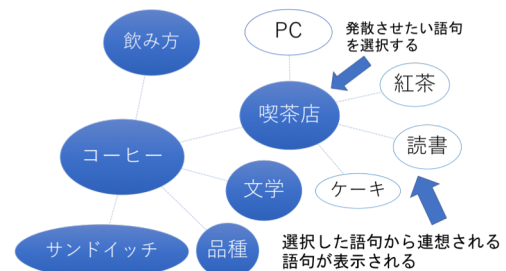 飲み方
PC
発散させたい語句
を選択する
紅茶
喫茶店
コーヒー
読書
文学
ケーキ
サンドイッチ
品種
選択した語句から連想される
語句が表示される